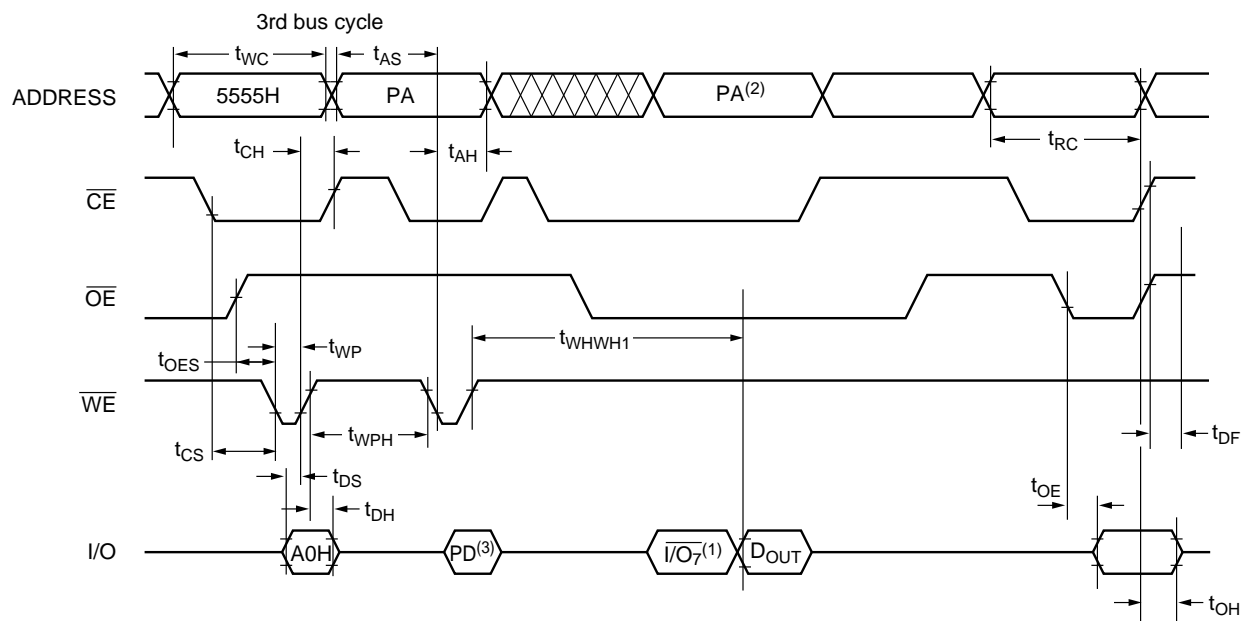 3rd bus cycle
tWC
tAS
ADDRESS
5555H
PA
PA(2)
tCH
tAH
tRC
CE
OE
tWHWH1
tOES
tWP
WE
tWPH
tCS
tDF
tDS
tOE
tDH
I/O
A0H
PD(3)
I/O7(1)
DOUT
tOH